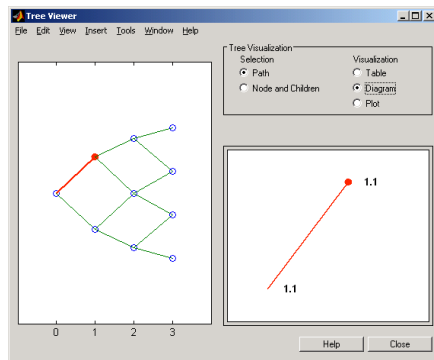 Tree Viewer
File Edit View Insert Tools Window Help
Tree Visualization
Selection
Path
Node and Children
Visualization
Table
Diagram
Plot
0 1 2 3
1.1
1.1
Help Close